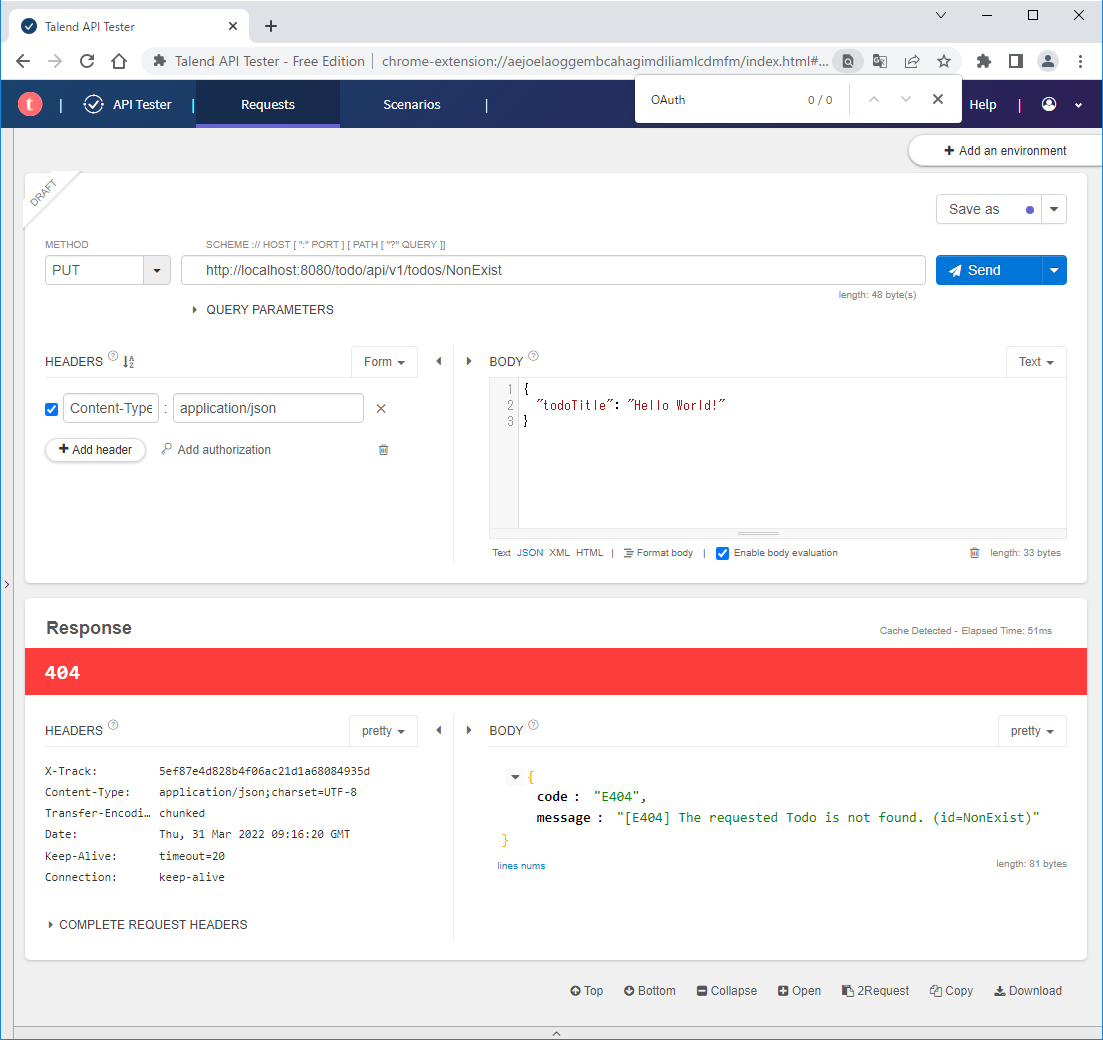 Talend API Tester
Talend API Tester - Free Edition | chrome-extension://aejoelaoggembcahagimdiliamlcdmfm/index.html#...
OAuth 0 / 0
t | API Tester | Requests Scenarios | Help |
+ Add an environment
DRAFT
Save as
METHOD SCHEME :// HOST [ ":" PORT ] [ PATH [ "?" QUERY ]]
PUT http://localhost:8080/todo/api/v1/todos/NonExist Send
length: 48 byte(s)
QUERY PARAMETERS
HEADERS ? Form BODY ? Text
Content-Type : application/json
+ Add header Add authorization
1 {
2 "todoTitle": "Hello World!"
3 }
Text JSON XML HTML | Format body | Enable body evaluation length: 33 bytes
Response
Cache Detected - Elapsed Time: 51ms
404
HEADERS ? pretty BODY ? pretty
X-Track: 5ef87e4d828b4f06ac21d1a68084935d
Content-Type: application/json;charset=UTF-8
Transfer-Encodi... chunked
Date: Thu, 31 Mar 2022 09:16:20 GMT
Keep-Alive: timeout=20
Connection: keep-alive
{
code : "E404",
message : "[E404] The requested Todo is not found. (id=NonExist)"
}
lines nums length: 81 bytes
COMPLETE REQUEST HEADERS
Top Bottom Collapse Open 2Request Copy Download